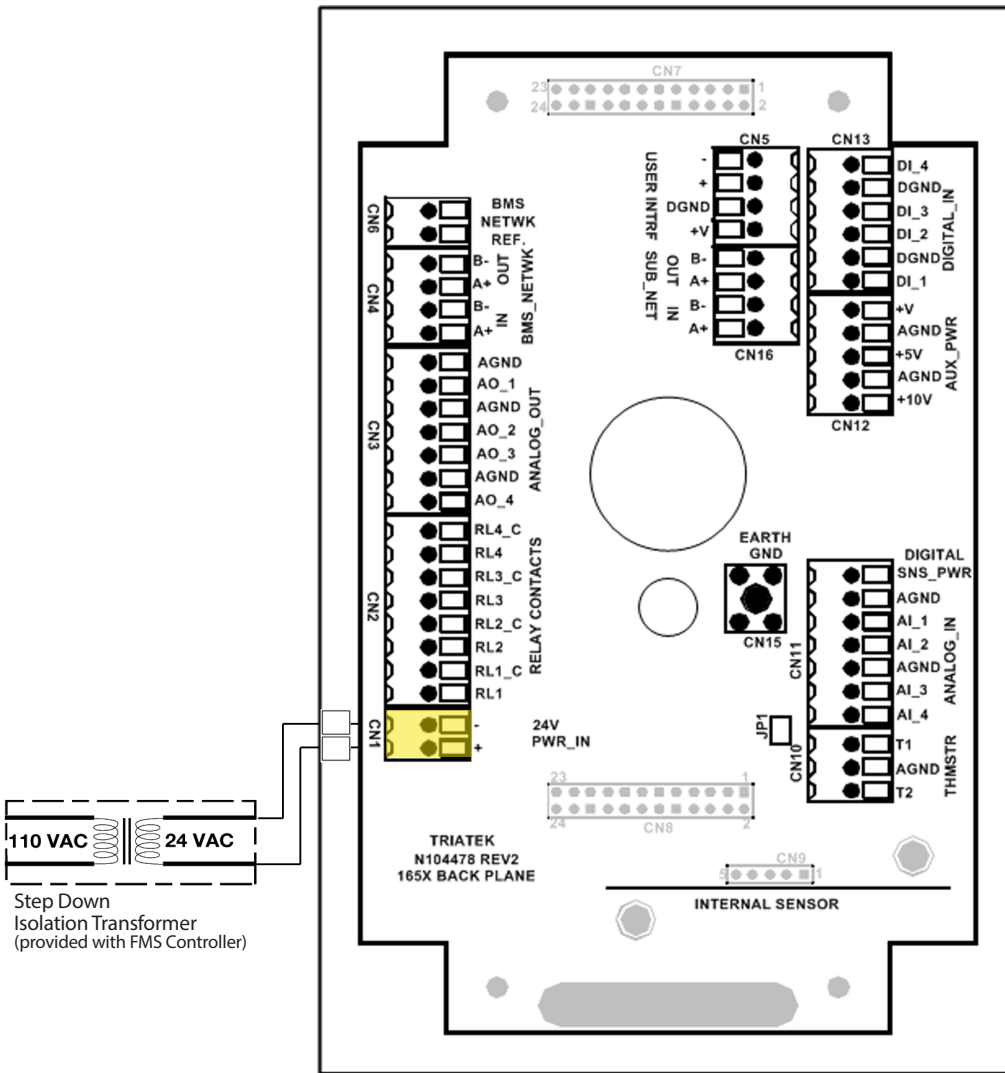 CN7
23
1
24
2
CN6
BMS
NETWK
REF.
CN4
B-
A+
B-
A+
OUT
IN
BMS_NETWK
CN3
AGND
AO_1
AGND
AO_2
AO_3
AGND
AO_4
ANALOG_OUT
CN2
RL4_C
RL4
RL3_C
RL3
RL2_C
RL2
RL1_C
RL1
RELAY CONTACTS
CN1
-
+
24V
PWR_IN
CN5
-
+
DGND
+V
USER INTRF
B-
A+
B-
A+
OUT
IN
SUB_NET
CN16
CN13
DI_4
DGND
DI_3
DI_2
DGND
DI_1
DIGITAL_IN
+V
AGND
+5V
AGND
+10V
AUX_PWR
CN12
EARTH
GND
CN15
DIGITAL
SNS_PWR
AGND
AI_1
AI_2
AGND
AI_3
AI_4
ANALOG_IN
CN11
JP1
CN10
T1
AGND
T2
THMSTR
23
1
24
2
CN8
TRIATEK
N104478 REV2
165X BACK PLANE
CN9
5
1
INTERNAL SENSOR
110 VAC
24 VAC
Step Down
Isolation Transformer
(provided with FMS Controller)